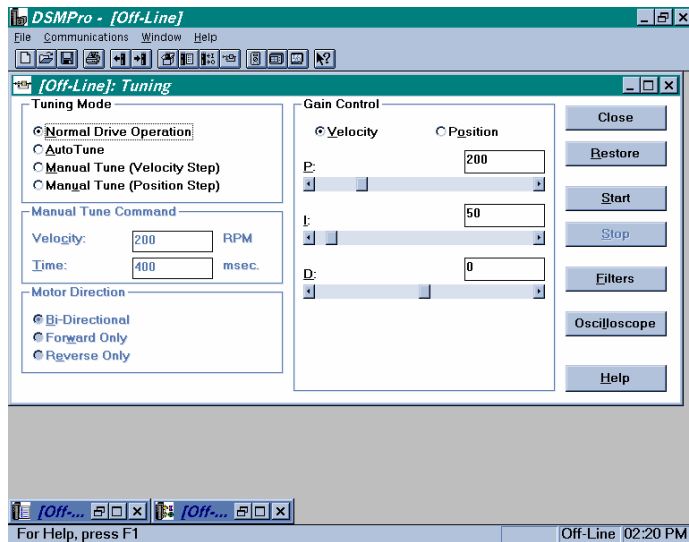 DSMPro - [Off-Line]
File Communications Window Help
[Off-Line]: Tuning
Tuning Mode
Normal Drive Operation
AutoTune
Manual Tune (Velocity Step)
Manual Tune (Position Step)
Manual Tune Command
Velocity: 200 RPM
Time: 400 msec.
Motor Direction
Bi-Directional
Forward Only
Reverse Only
Gain Control
Velocity Position
P: 200
I: 50
D: 0
Close
Restore
Start
Stop
Filters
Oscilloscope
Help
[Off-... [Off-...
For Help, press F1 Off-Line 02:20 PM